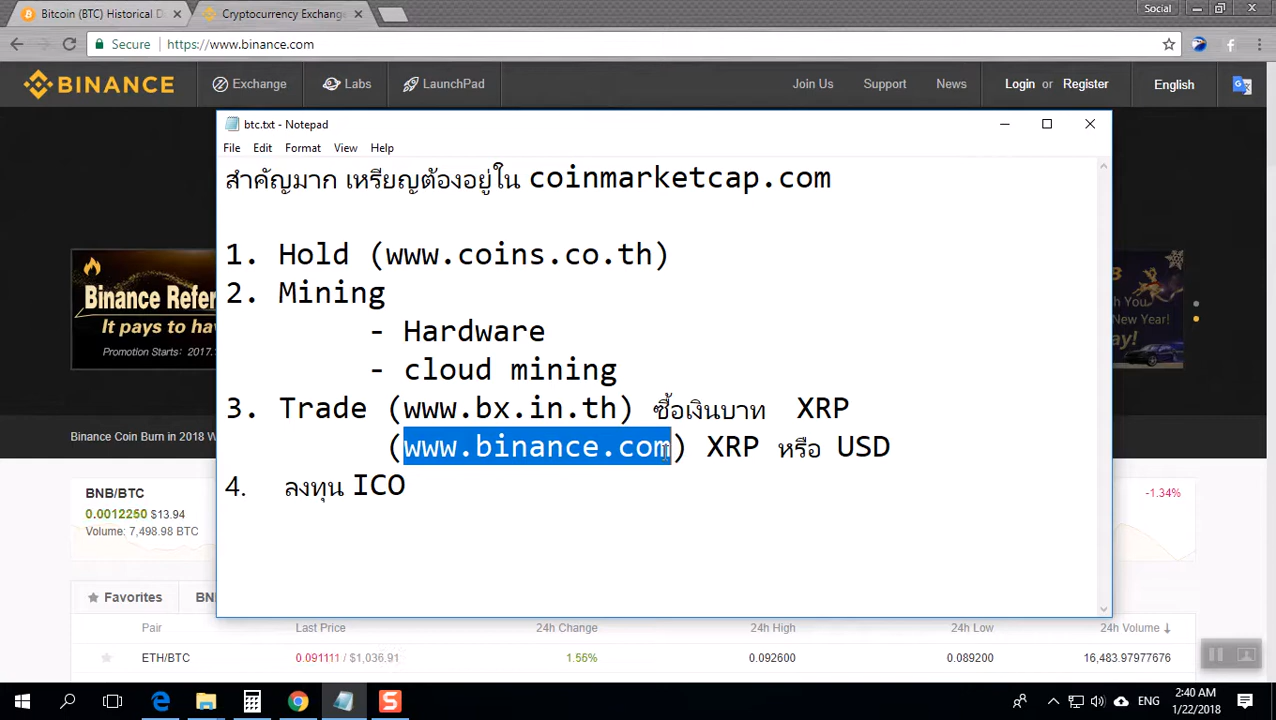 Bitcoin (BTC) Historical D
Cryptocurrency Exchang
Social
Secure https://www.binance.com
BINANCE Exchange Labs LaunchPad Join Us Support News Login or Register English
btc.txt - Notepad
File Edit Format View Help
สำคัญมาก เหรียญต้องอยู่ใน coinmarketcap.com
1. Hold (www.coins.co.th)
2. Mining
- Hardware
- cloud mining
3. Trade (www.bx.in.th) ซื้อเงินบาท XRP
(www.binance.com) XRP หรือ USD
4. ลงทุน ICO
Binance Refer
It pays to ha
Promotion Starts: 2017.
h You
New Year!
ay!
Binance Coin Burn in 2018 W
BNB/BTC
0.0012250 $13.94
Volume: 7,498.98 BTC
-1.34%
Favorites BN
Pair Last Price 24h Change 24h High 24h Low 24h Volume
ETH/BTC 0.091111 / $1,036.91 1.56% 0.092600 0.089200 16,483.97977676
ENG 2:40 AM
1/22/2018